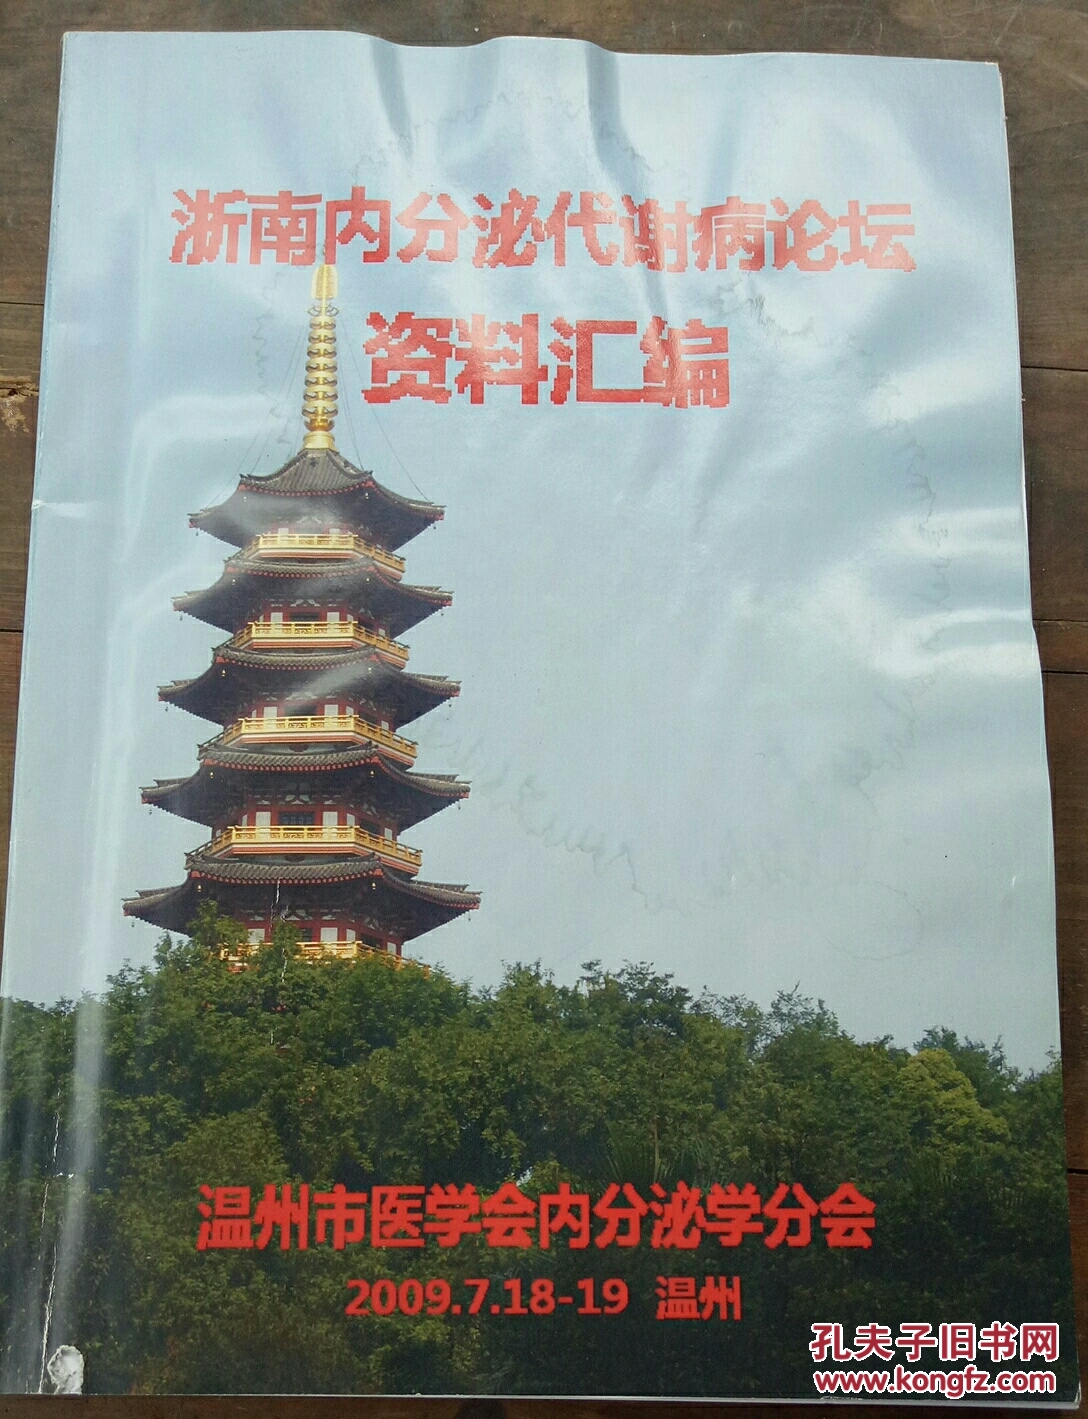 浙南内分泌代谢病论坛
资料汇编
温州市医学会内分泌学分会
2009.7.18-19 温州
孔夫子旧书网
www.kongfz.com